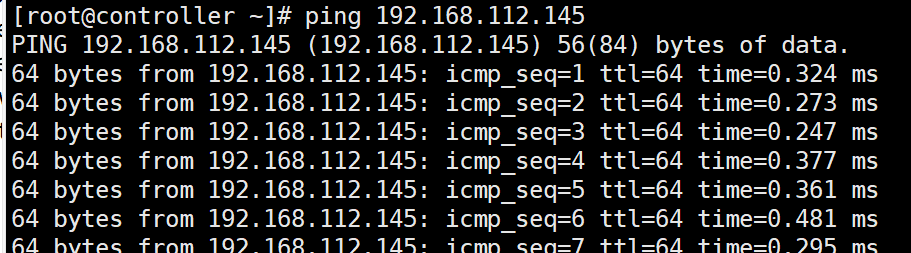 [root@controller ~]# ping 192.168.112.145
PING 192.168.112.145 (192.168.112.145) 56(84) bytes of data.
64 bytes from 192.168.112.145: icmp_seq=1 ttl=64 time=0.324 ms
64 bytes from 192.168.112.145: icmp_seq=2 ttl=64 time=0.273 ms
64 bytes from 192.168.112.145: icmp_seq=3 ttl=64 time=0.247 ms
64 bytes from 192.168.112.145: icmp_seq=4 ttl=64 time=0.377 ms
64 bytes from 192.168.112.145: icmp_seq=5 ttl=64 time=0.361 ms
64 bytes from 192.168.112.145: icmp_seq=6 ttl=64 time=0.481 ms
64 bytes from 192.168.112.145: icmp_seq=7 ttl=64 time=0.295 ms